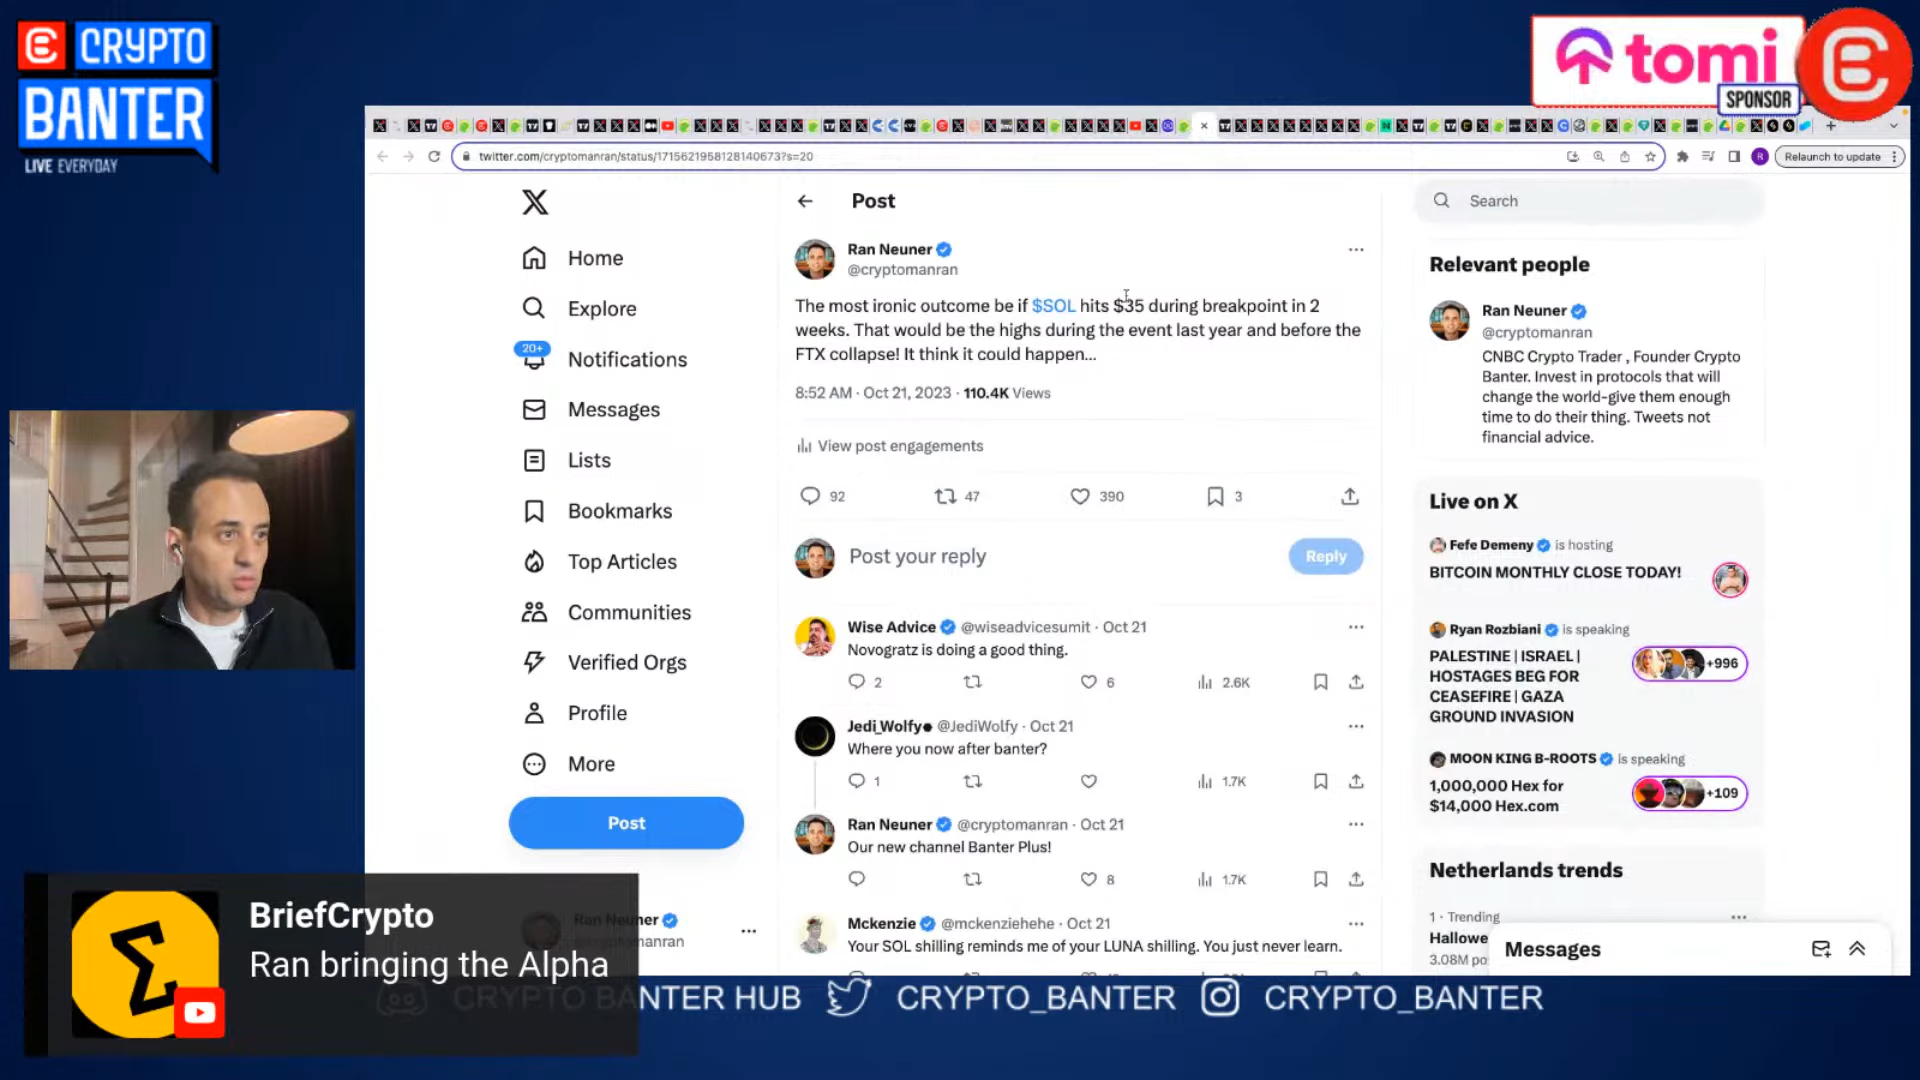 CRYPTO
BANTER
LIVE EVERYDAY
tomi
SPONSOR
twitter.com/cryptomanran/status/1715621958128140673?s=20
Relaunch to update
Home
Explore
20+
Notifications
Messages
Lists
Bookmarks
Top Articles
Communities
Verified Orgs
Profile
More
Post
Ran Neuner
Post
Ran Neuner
@cryptomanran
The most ironic outcome be if $SOL hits $35 during breakpoint in 2
weeks. That would be the highs during the event last year and before the
FTX collapse! It think it could happen...
8:52 AM · Oct 21, 2023 · 110.4K Views
View post engagements
92 47 390 3
Post your reply
Reply
Wise Advice @wiseadvicesumit · Oct 21
Novogratz is doing a good thing.
2 6 2.6K
Jedi_Wolfy @JediWolfy · Oct 21
Where you now after banter?
1 1.7K
Ran Neuner @cryptomanran · Oct 21
Our new channel Banter Plus!
8 1.7K
Mckenzie @mckenziehehe · Oct 21
Your SOL shilling reminds me of your LUNA shilling. You just never learn.
Search
Relevant people
Ran Neuner
@cryptomanran
CNBC Crypto Trader , Founder Crypto
Banter. Invest in protocols that will
change the world-give them enough
time to do their thing. Tweets not
financial advice.
Live on X
Fefe Demeny is hosting
BITCOIN MONTHLY CLOSE TODAY!
Ryan Rozbiani is speaking
PALESTINE | ISRAEL |
HOSTAGES BEG FOR
CEASEFIRE | GAZA
GROUND INVASION
+996
MOON KING B-ROOTS is speaking
1,000,000 Hex for
$14,000 Hex.com
+109
Netherlands trends
1 · Trending
Hallowe
3.08M po
Messages
BriefCrypto
Ran bringing the Alpha
CRYPTO BANTER HUB
CRYPTO_BANTER
CRYPTO_BANTER